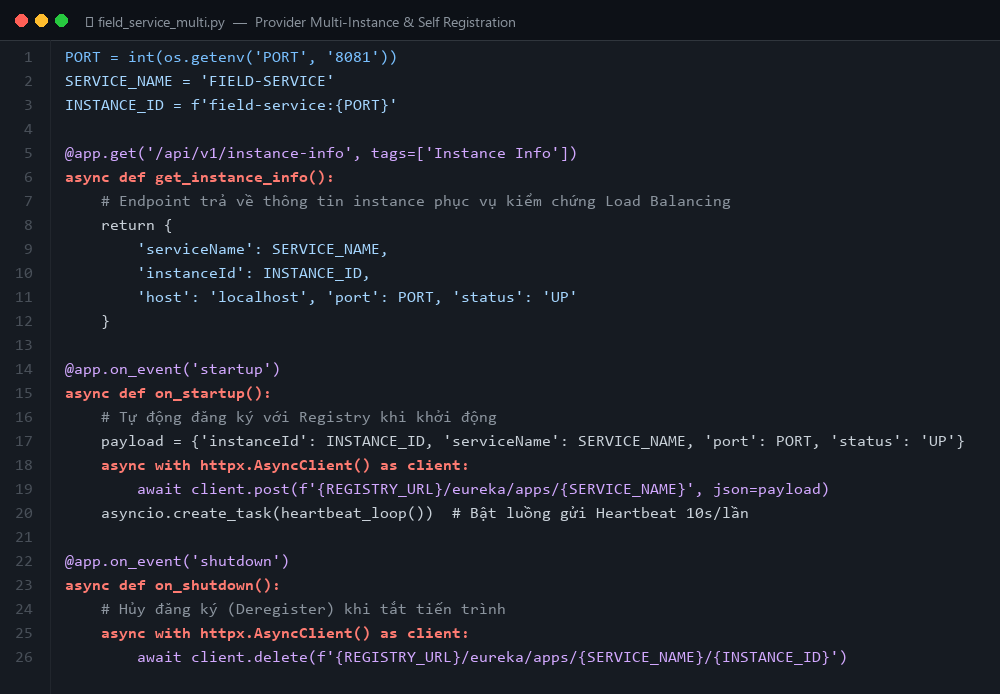 field_service_multi.py — Provider Multi-Instance & Self Registration
1 PORT = int(os.getenv('PORT', '8081'))
2 SERVICE_NAME = 'FIELD-SERVICE'
3 INSTANCE_ID = f'field-service:{PORT}'
4
5 @app.get('/api/v1/instance-info', tags=['Instance Info'])
6 async def get_instance_info():
7     # Endpoint trả về thông tin instance phục vụ kiểm chứng Load Balancing
8     return {
9         'serviceName': SERVICE_NAME,
10         'instanceId': INSTANCE_ID,
11         'host': 'localhost', 'port': PORT, 'status': 'UP'
12     }
13
14 @app.on_event('startup')
15 async def on_startup():
16     # Tự động đăng ký với Registry khi khởi động
17     payload = {'instanceId': INSTANCE_ID, 'serviceName': SERVICE_NAME, 'port': PORT, 'status': 'UP'}
18     async with httpx.AsyncClient() as client:
19         await client.post(f'{REGISTRY_URL}/eureka/apps/{SERVICE_NAME}', json=payload)
20     asyncio.create_task(heartbeat_loop())  # Bật luồng gửi Heartbeat 10s/lần
21
22 @app.on_event('shutdown')
23 async def on_shutdown():
24     # Hủy đăng ký (Deregister) khi tắt tiến trình
25     async with httpx.AsyncClient() as client:
26         await client.delete(f'{REGISTRY_URL}/eureka/apps/{SERVICE_NAME}/{INSTANCE_ID}')